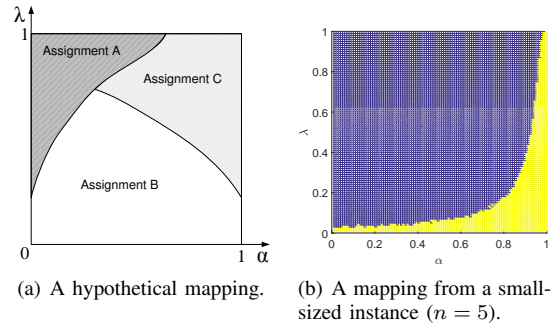 λ
1
Assignment A
Assignment C
Assignment B
0
1 α
(a) A hypothetical mapping.
1
0.8
0.6
λ
0.4
0.2
0
0 0.2 0.4 0.6 0.8 1
α
(b) A mapping from a small-
sized instance (n = 5).